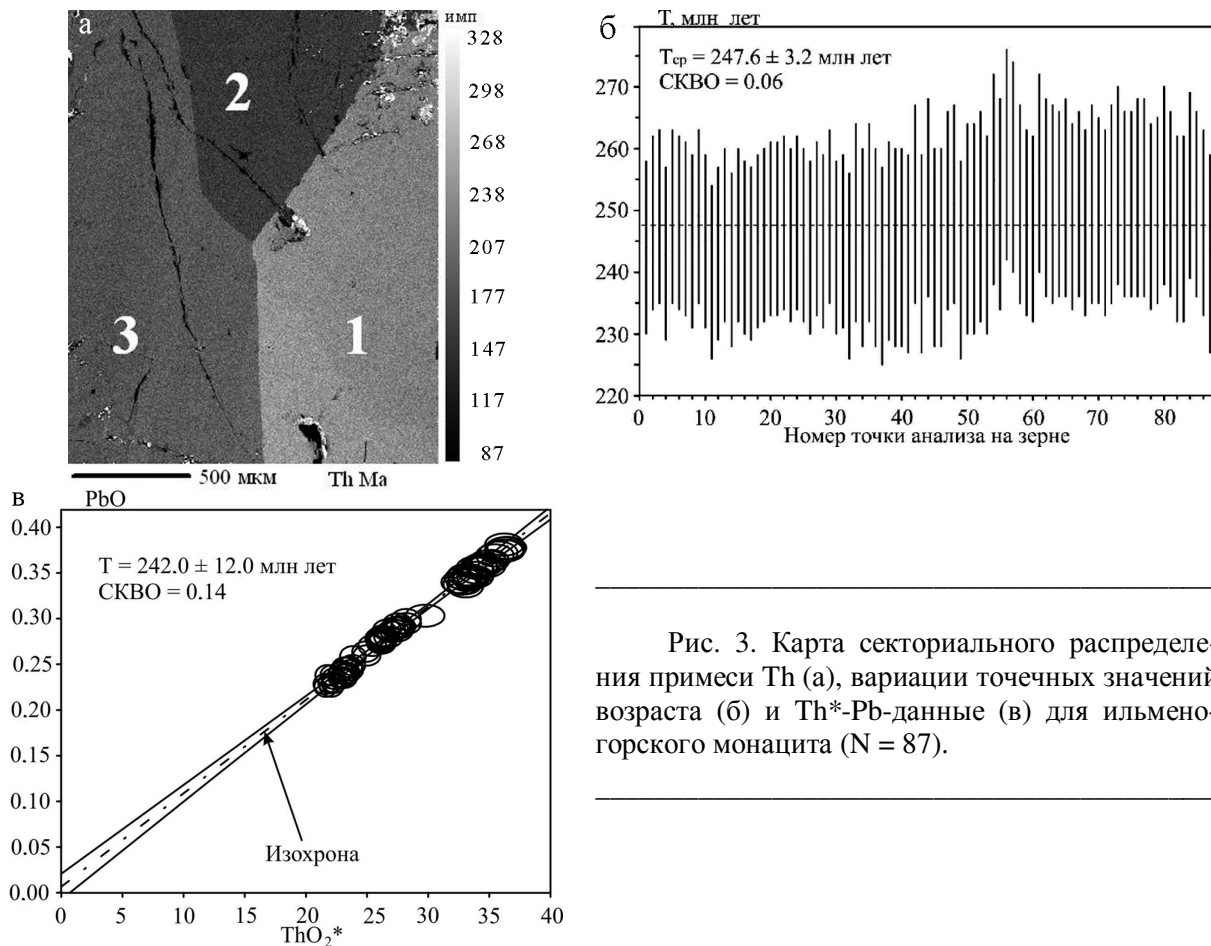 а
имп
328
298
268
238
207
177
147
117
87
1
2
3
500 мкм
Th Ma
б
T, млн лет
Tср = 247.6 ± 3.2 млн лет
СКВО = 0.06
270
260
250
240
230
220
0 10 20 30 40 50 60 70 80
Номер точки анализа на зерне
в
PbO
T = 242.0 ± 12.0 млн лет
СКВО = 0.14
0.40
0.35
0.30
0.25
0.20
0.15
0.10
0.05
0.00
Изохрона
0 5 10 15 20 25 30 35 40
ThO₂*
Рис. 3. Карта секториального распределе-
ния примеси Th (а), вариации точечных значений
возраста (б) и Th*-Pb-данные (в) для ильмено-
горского монацита (N = 87).